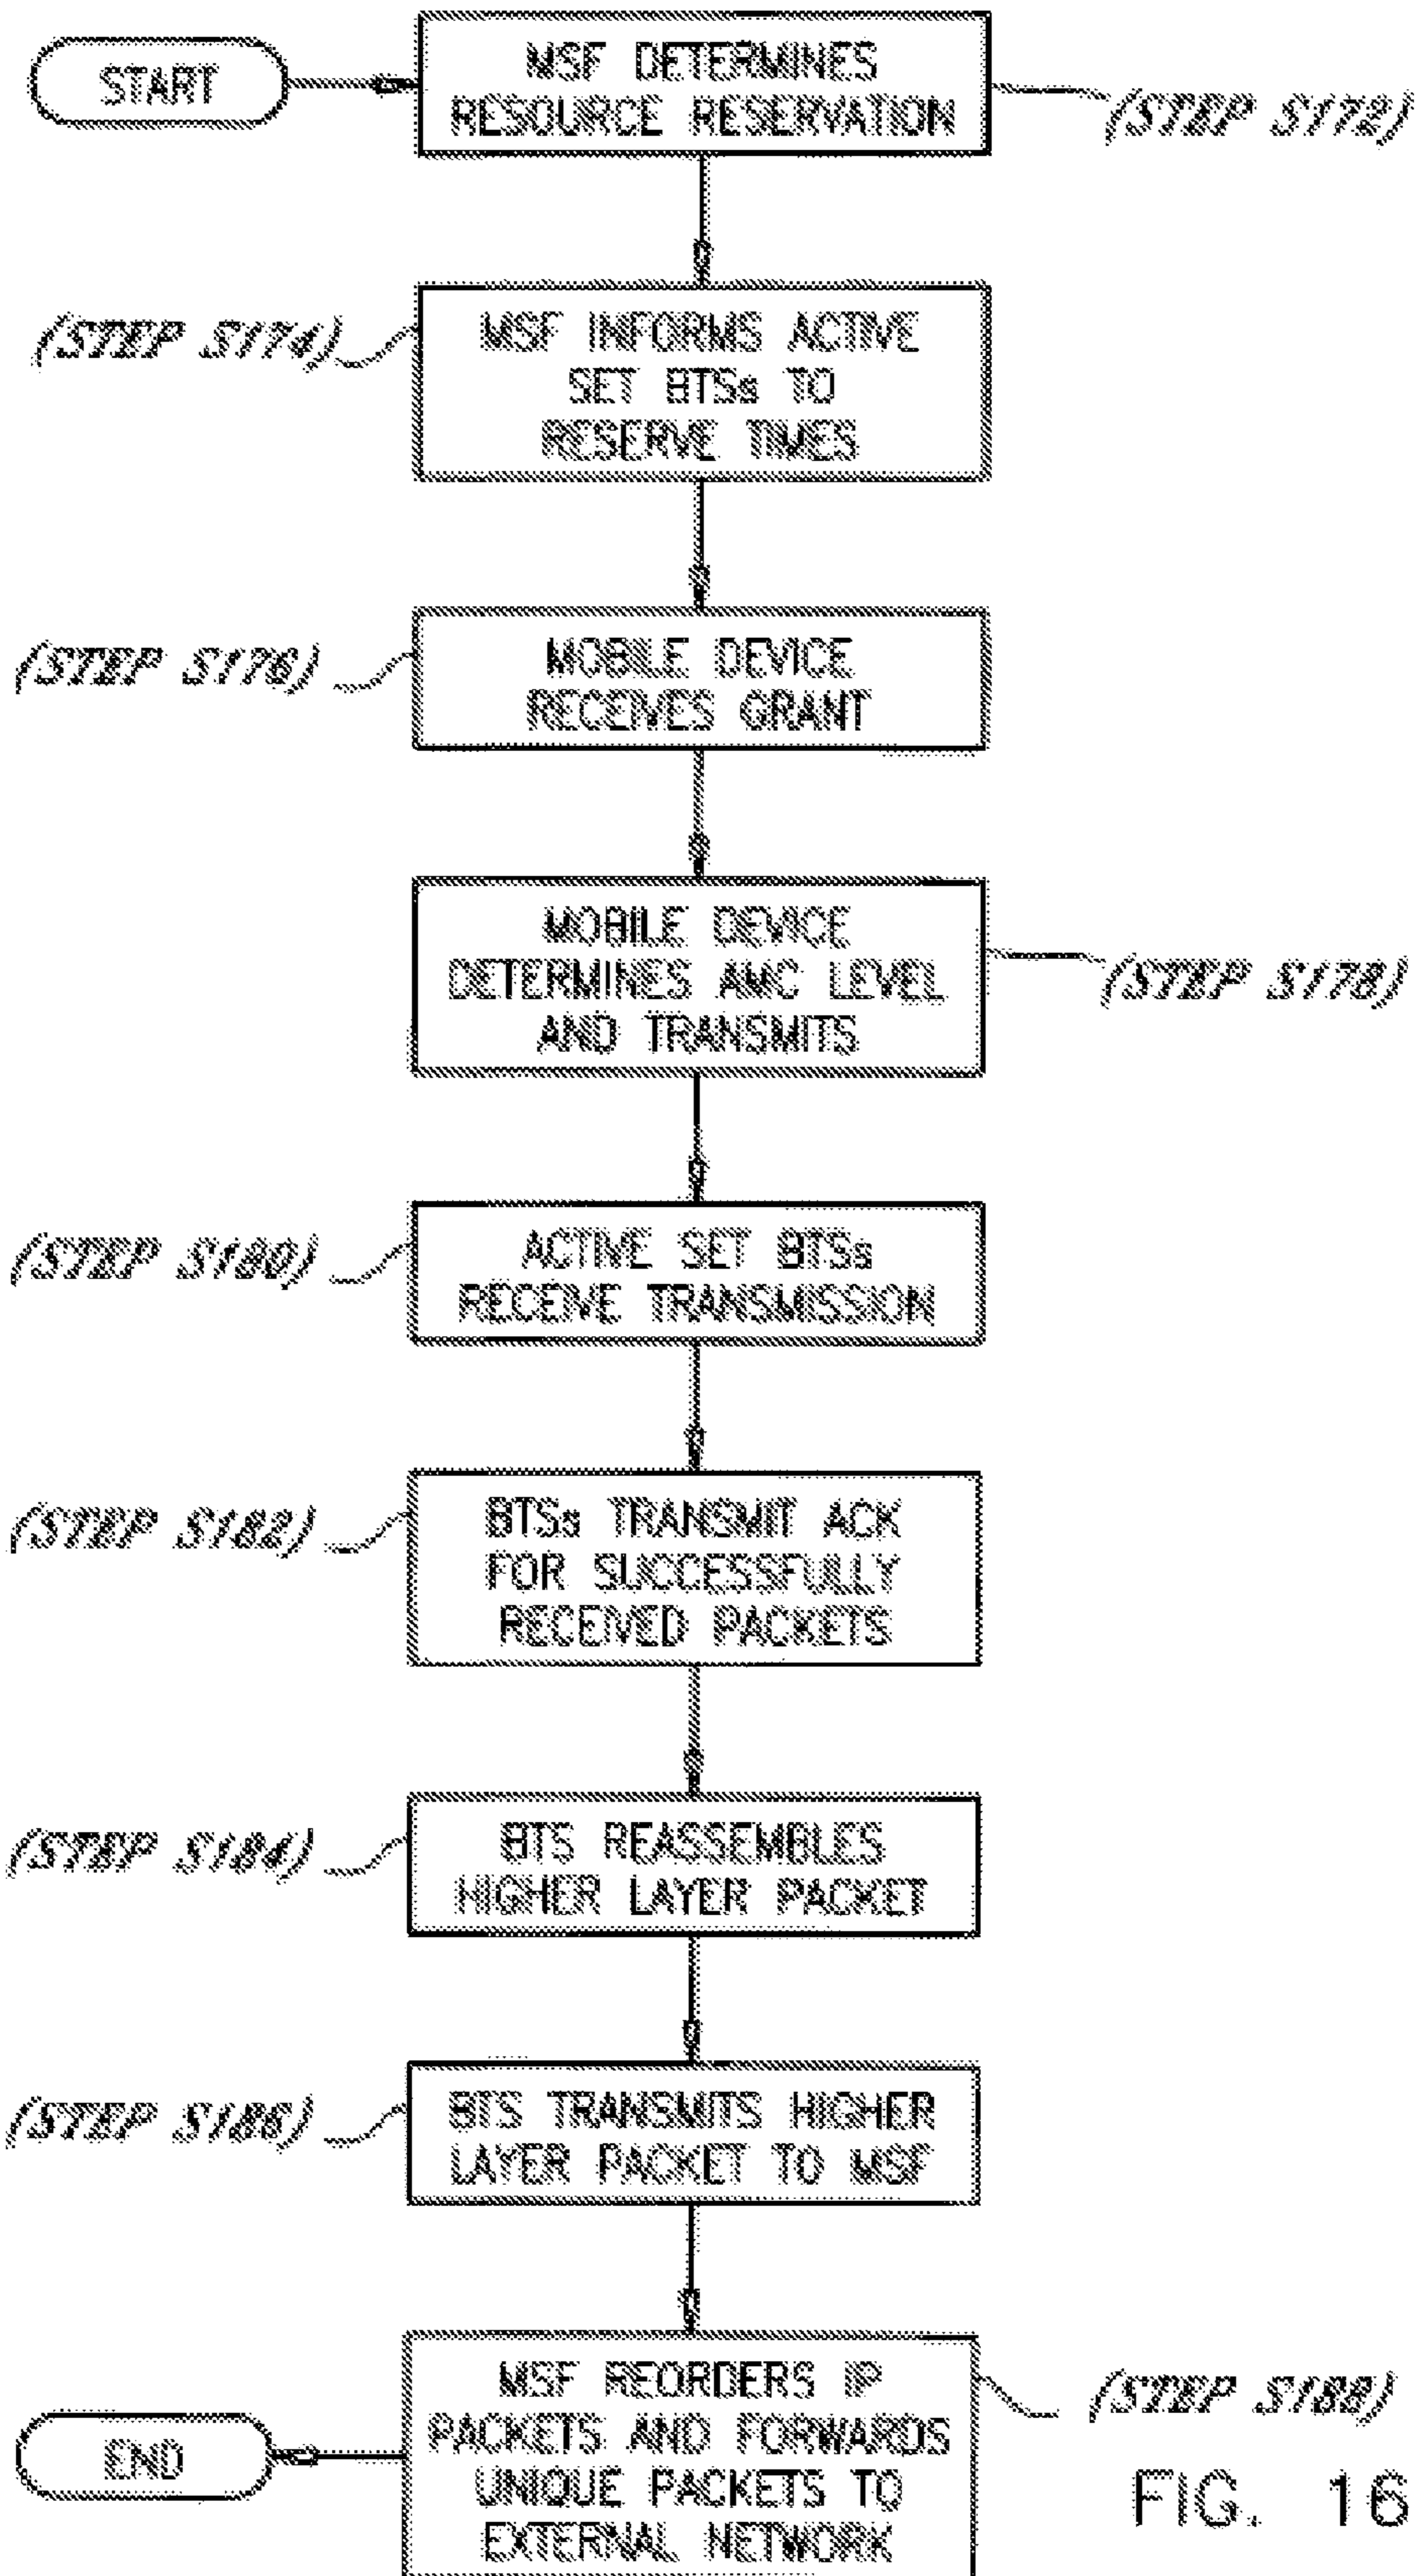 START
MSF DETERMINES
RESOURCE RESERVATION
(STEP S172)
(STEP S174)
MSF INFORMS ACTIVE
SET BTSs TO
RESERVE TIMES
(STEP S176)
MOBILE DEVICE
RECEIVES GRANT
MOBILE DEVICE
DETERMINES AMC LEVEL
AND TRANSMITS
(STEP S178)
(STEP S180)
ACTIVE SET BTSs
RECEIVE TRANSMISSION
(STEP S182)
BTSs TRANSMIT ACK
FOR SUCCESSFULLY
RECEIVED PACKETS
(STEP S184)
BTS REASSEMBLES
HIGHER LAYER PACKET
(STEP S186)
BTS TRANSMITS HIGHER
LAYER PACKET TO MSF
MSF REORDERS IP
PACKETS AND FORWARDS
UNIQUE PACKETS TO
EXTERNAL NETWORK
(STEP S188)
END
FIG. 16